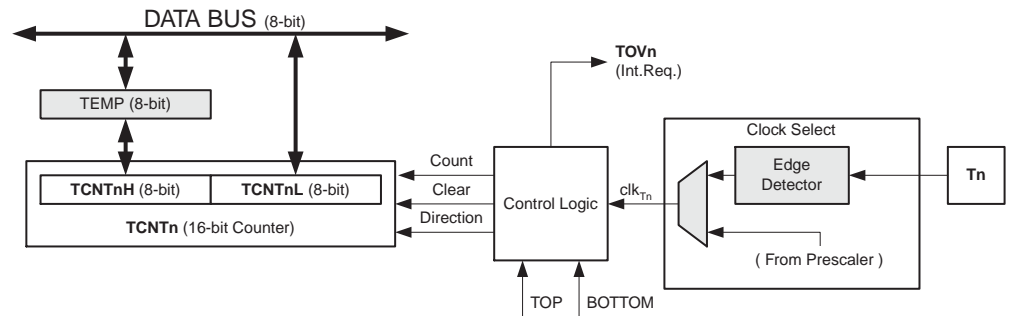 DATA BUS (8-bit)
TOVn
(Int.Req.)
TEMP (8-bit)
Clock Select
Count
Edge
Detector
Tn
TCNTnH (8-bit) TCNTnL (8-bit)
Clear
Control Logic
clkTn
TCNTn (16-bit Counter)
Direction
( From Prescaler )
TOP
BOTTOM